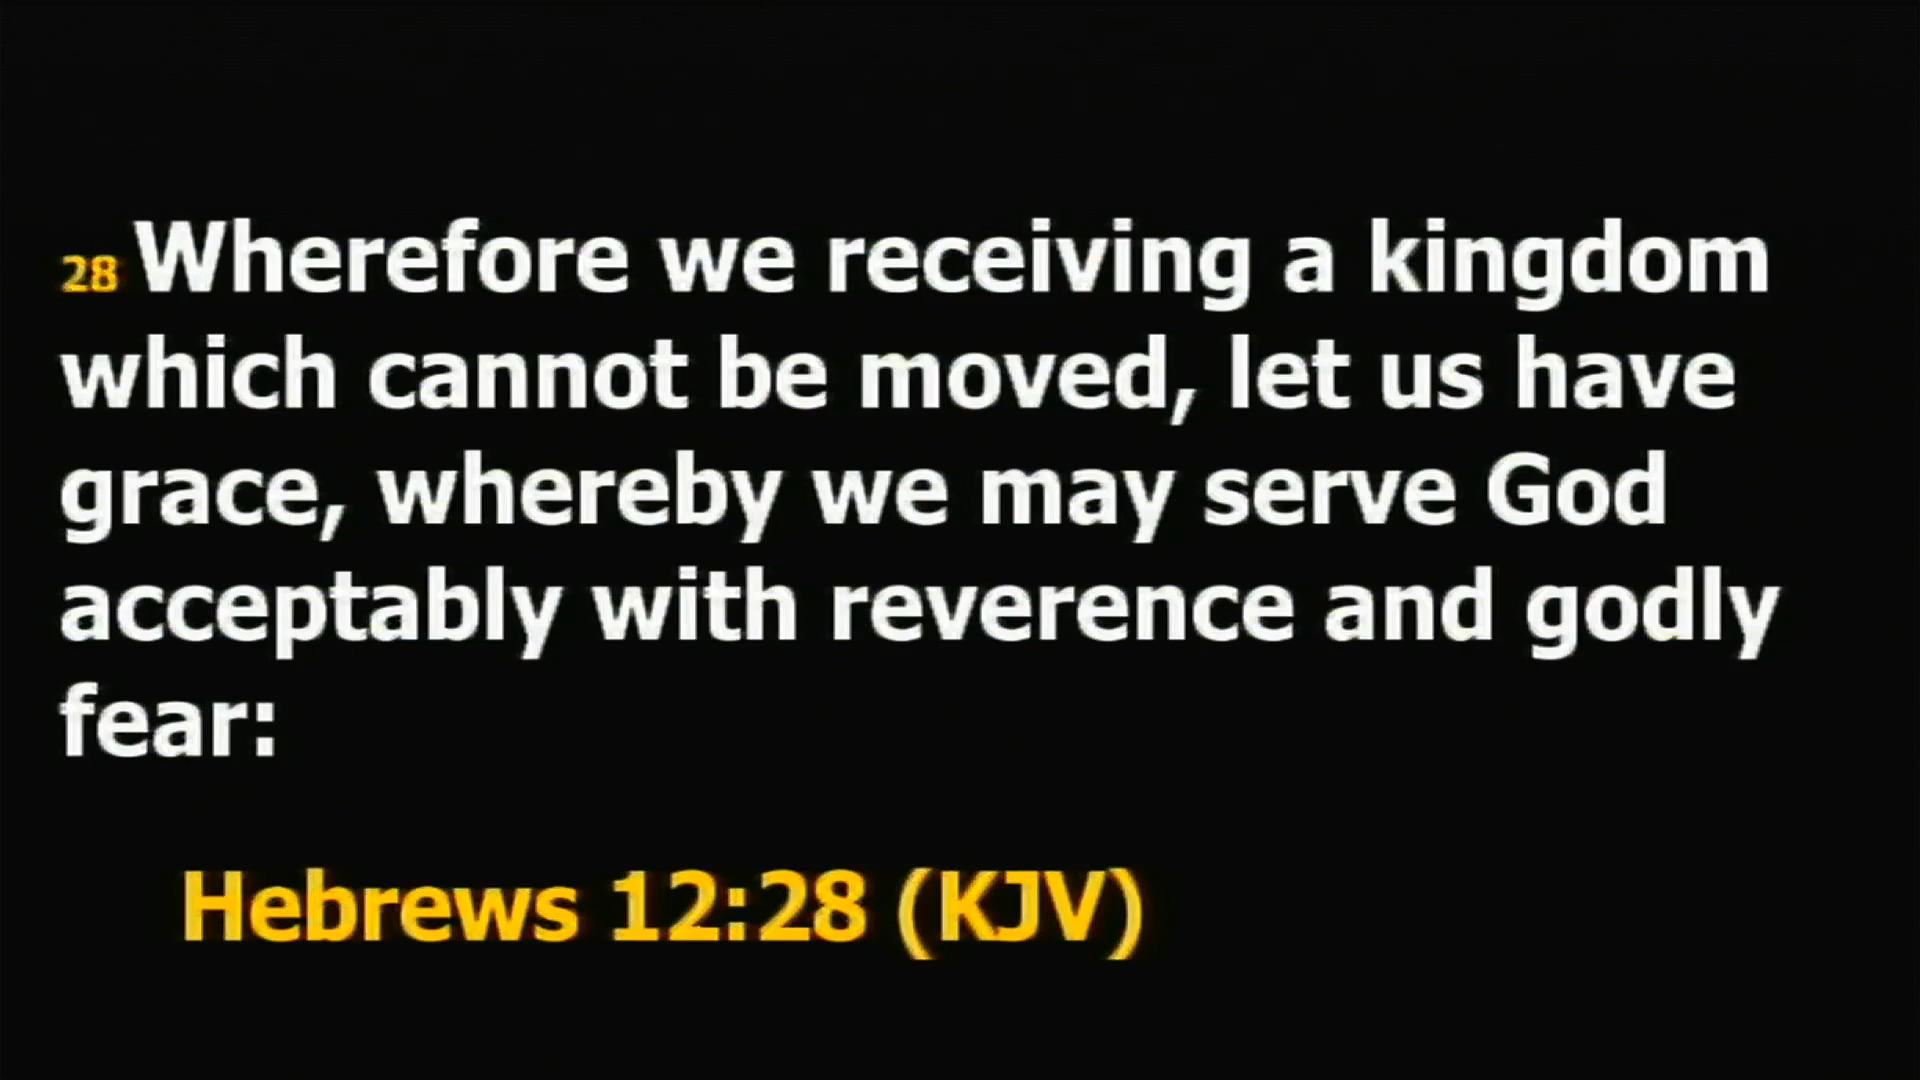 28 Wherefore we receiving a kingdom
which cannot be moved, let us have
grace, whereby we may serve God
acceptably with reverence and godly
fear:
Hebrews 12:28 (KJV)